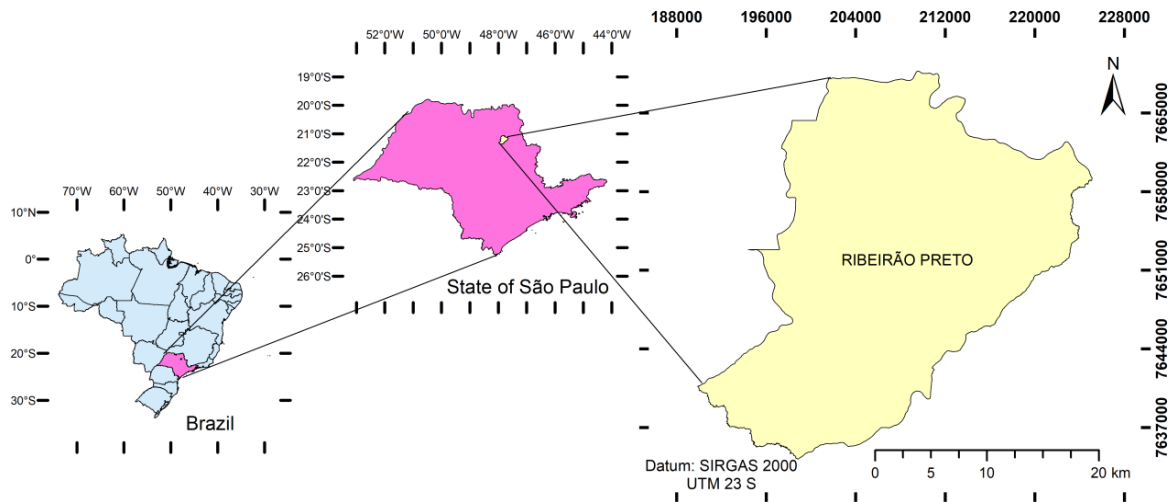 188000 196000 204000 212000 220000 228000
52°0'W 50°0'W 48°0'W 46°0'W 44°0'W
N
19°0'S
20°0'S
21°0'S
22°0'S
23°0'S
24°0'S
25°0'S
26°0'S
7665000
7658000
7651000
7644000
7637000
70°W 60°W 50°W 40°W 30°W
10°N
0°
10°S
20°S
30°S
RIBEIRÃO PRETO
State of São Paulo
Brazil
Datum: SIRGAS 2000
UTM 23 S
0 5 10 20 km